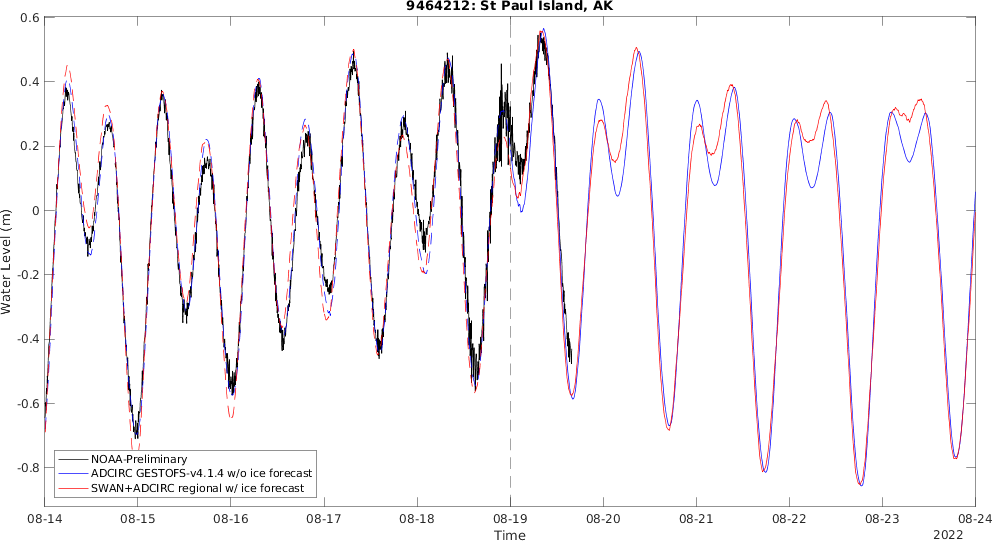 9464212: St Paul Island, AK
0.6
0.4
0.2
0
-0.2
-0.4
-0.6
-0.8
Water Level (m)
NOAA-Preliminary
ADCIRC GESTOFS-v4.1.4 w/o ice forecast
SWAN+ADCIRC regional w/ ice forecast
08-14 08-15 08-16 08-17 08-18 08-19 08-20 08-21 08-22 08-23 08-24
Time
2022